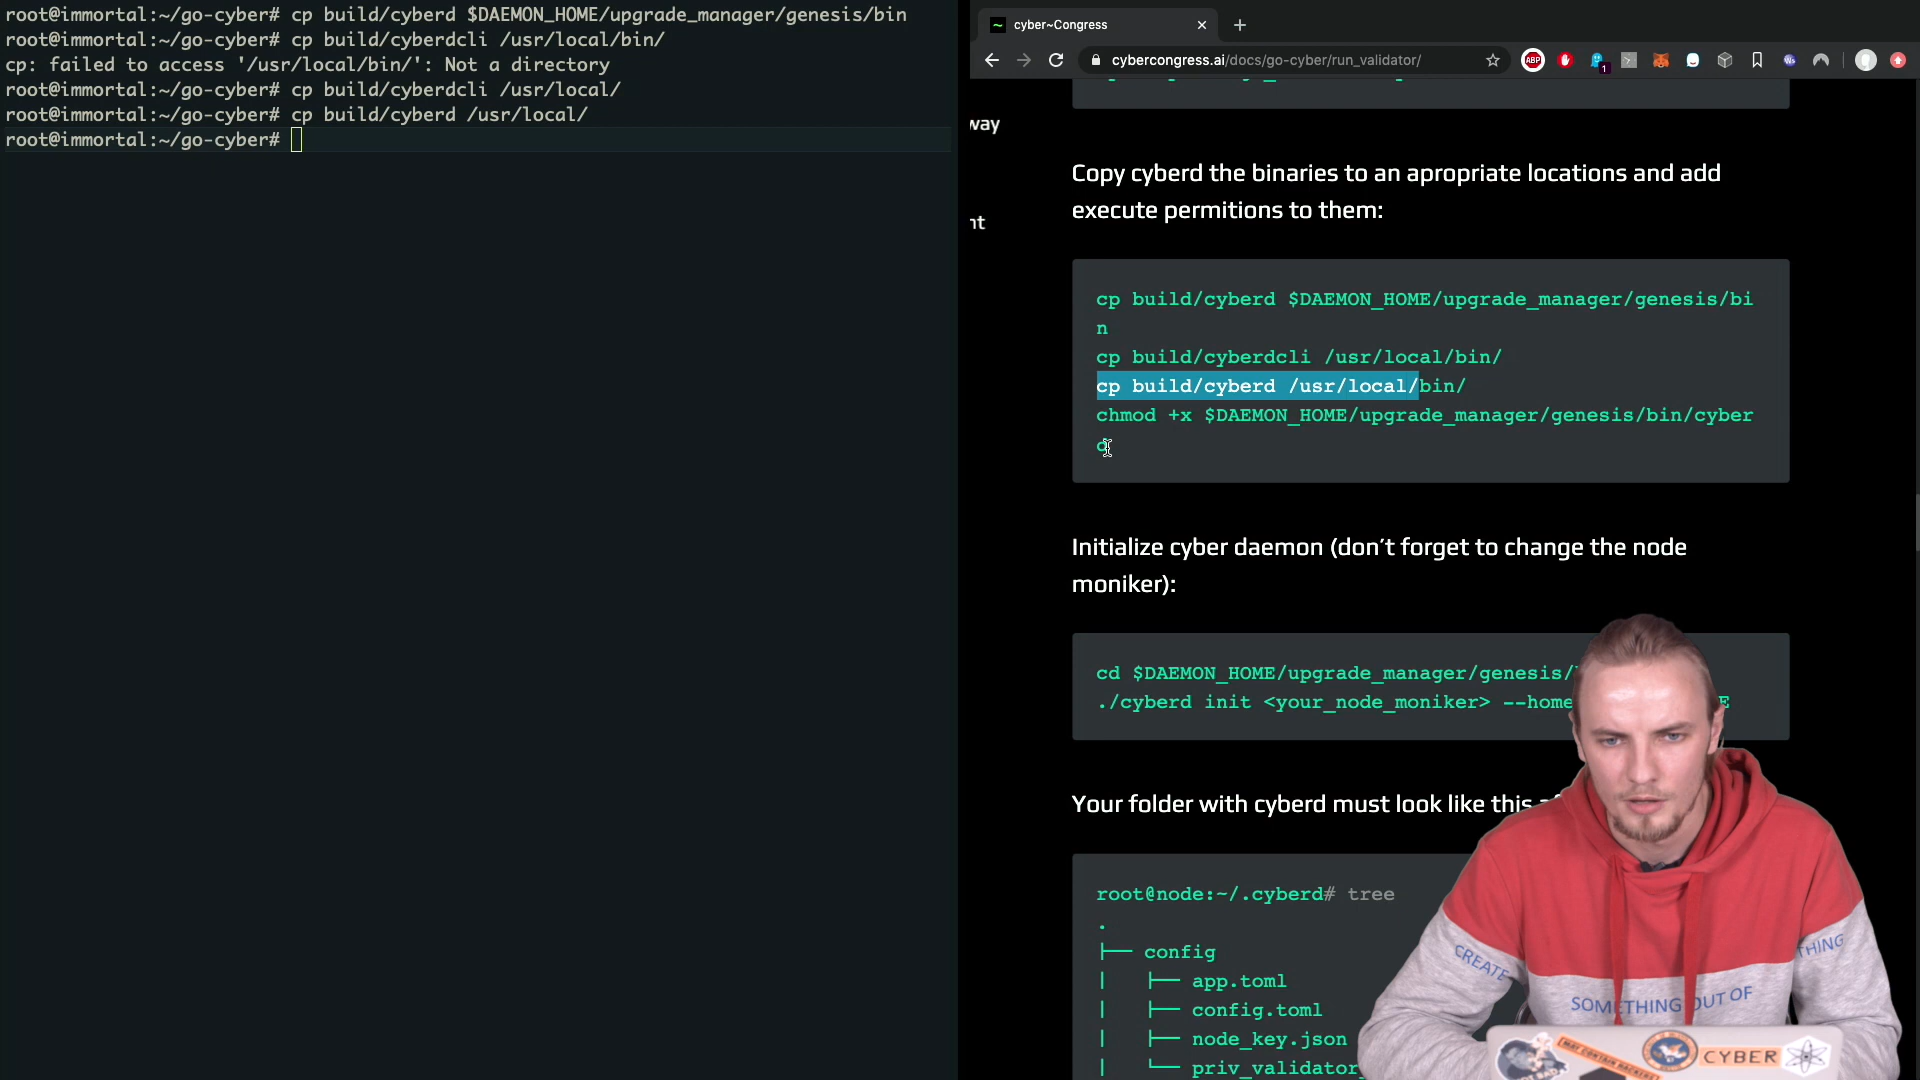 root@immortal:~/go-cyber# cp build/cyberd $DAEMON_HOME/upgrade_manager/genesis/bin
root@immortal:~/go-cyber# cp build/cyberdcli /usr/local/bin/
cp: failed to access '/usr/local/bin/': Not a directory
root@immortal:~/go-cyber# cp build/cyberdcli /usr/local/
root@immortal:~/go-cyber# cp build/cyberd /usr/local/
root@immortal:~/go-cyber#
cyber~Congress
cybercongress.ai/docs/go-cyber/run_validator/
ABP
1
way
nt
Copy cyberd the binaries to an apropriate locations and add
execute permitions to them:
cp build/cyberd $DAEMON_HOME/upgrade_manager/genesis/bi
n
cp build/cyberdcli /usr/local/bin/
cp build/cyberd /usr/local/bin/
chmod +x $DAEMON_HOME/upgrade_manager/genesis/bin/cyber
d
Initialize cyber daemon (don't forget to change the node
moniker):
cd $DAEMON_HOME/upgrade_manager/genesis/
./cyberd init <your_node_moniker> --home
Your folder with cyberd must look like this
root@node:~/.cyberd# tree
.
├── config
│   ├── app.toml
│   ├── config.toml
│   ├── node_key.json
│   └── priv_validator_
CREATE
THING
SOMETHING OUT OF
MAY CONTAIN HACKERS
CYBER